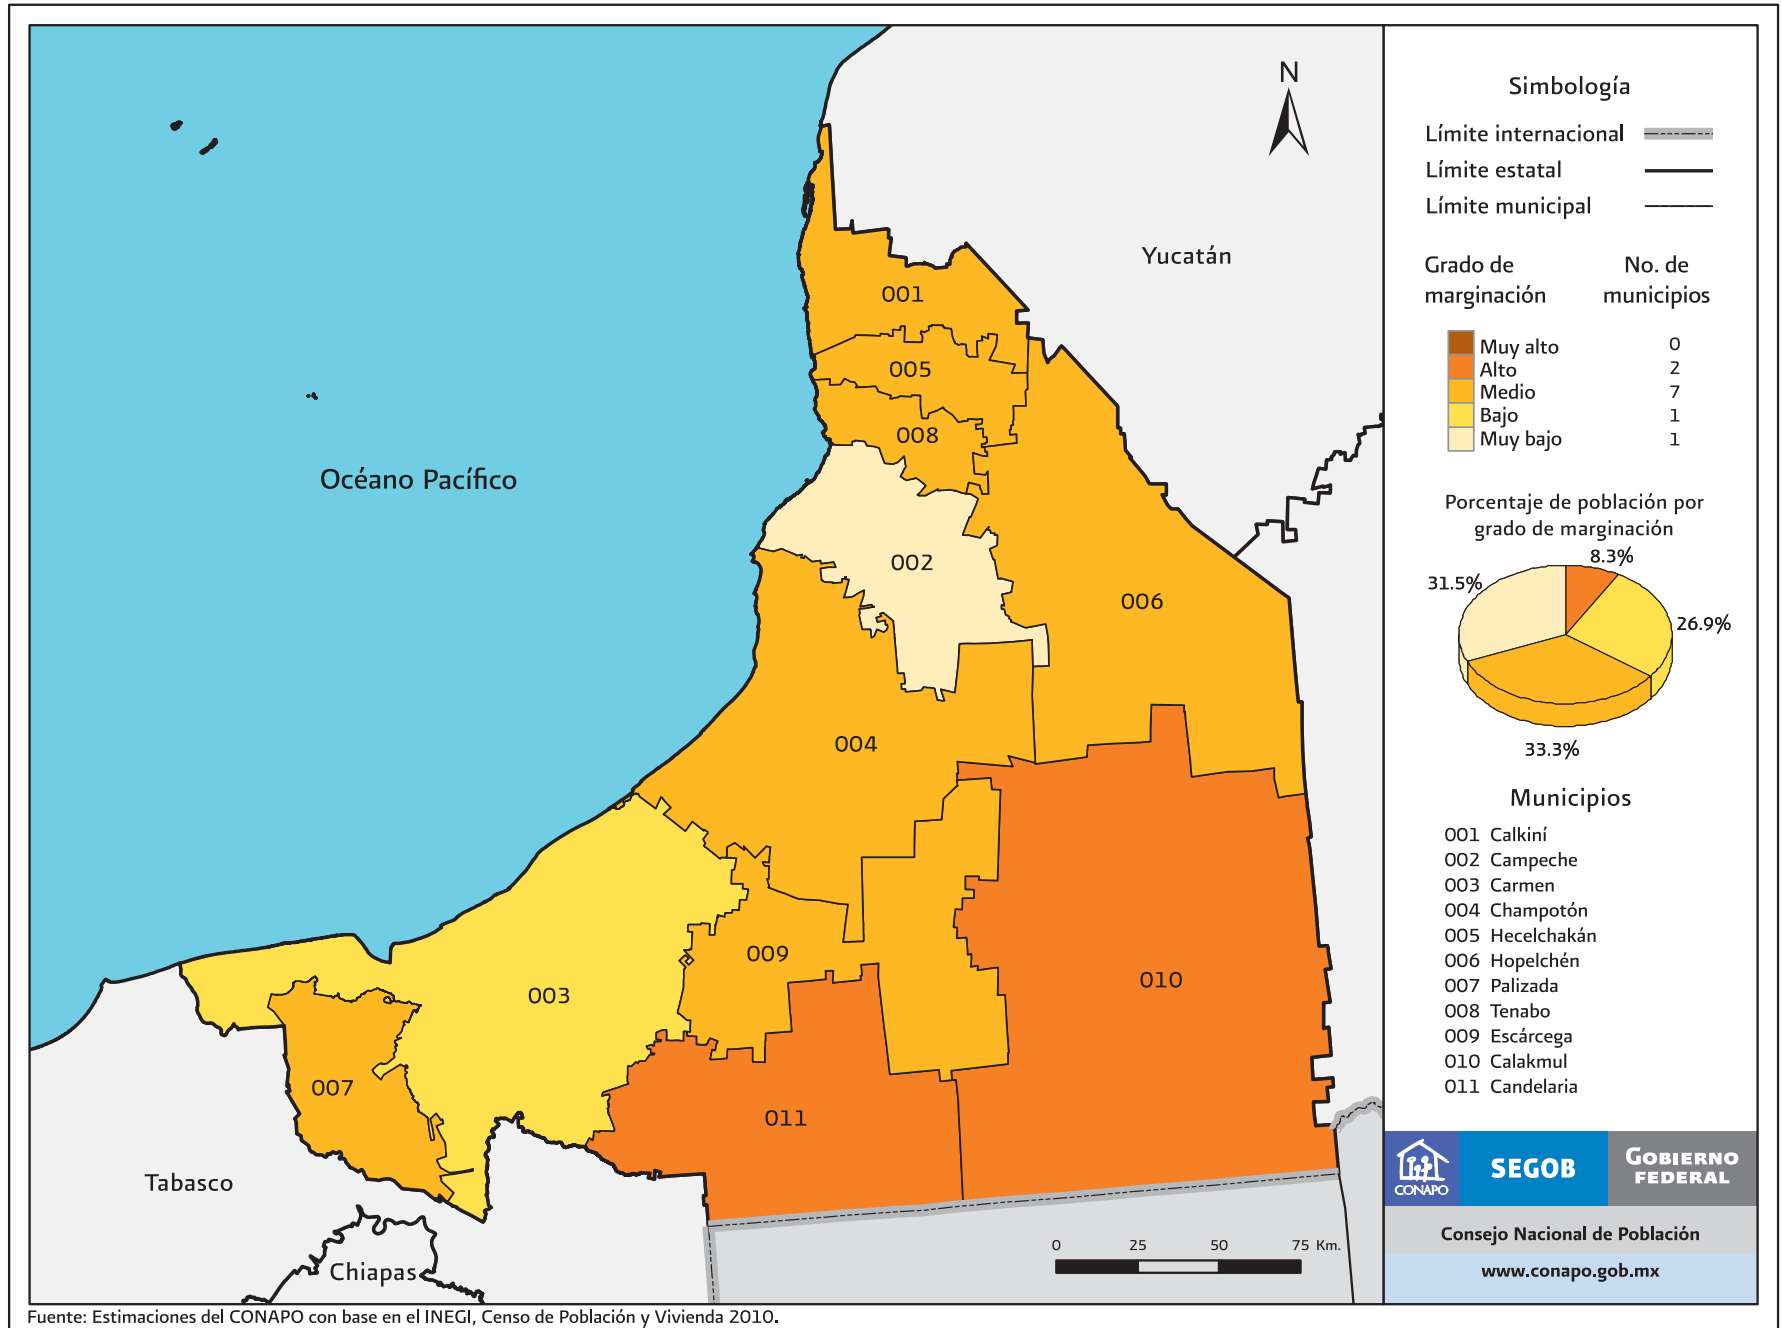 N
Yucatán
Océano Pacífico
001
005
008
002
006
004
009
003
010
007
011
Tabasco
Chiapas
0 25 50 75 Km.
Simbología
Límite internacional
Límite estatal
Límite municipal
Grado de marginación
No. de municipios
Muy alto 0
Alto 2
Medio 7
Bajo 1
Muy bajo 1
Porcentaje de población por
grado de marginación
8.3%
31.5%
26.9%
33.3%
Municipios
001 Calkiní
002 Campeche
003 Carmen
004 Champotón
005 Hecelchakán
006 Hopelchén
007 Palizada
008 Tenabo
009 Escárcega
010 Calakmul
011 Candelaria
CONAPO
SEGOB
GOBIERNO
FEDERAL
Consejo Nacional de Población
www.conapo.gob.mx
Fuente: Estimaciones del CONAPO con base en el INEGI, Censo de Población y Vivienda 2010.